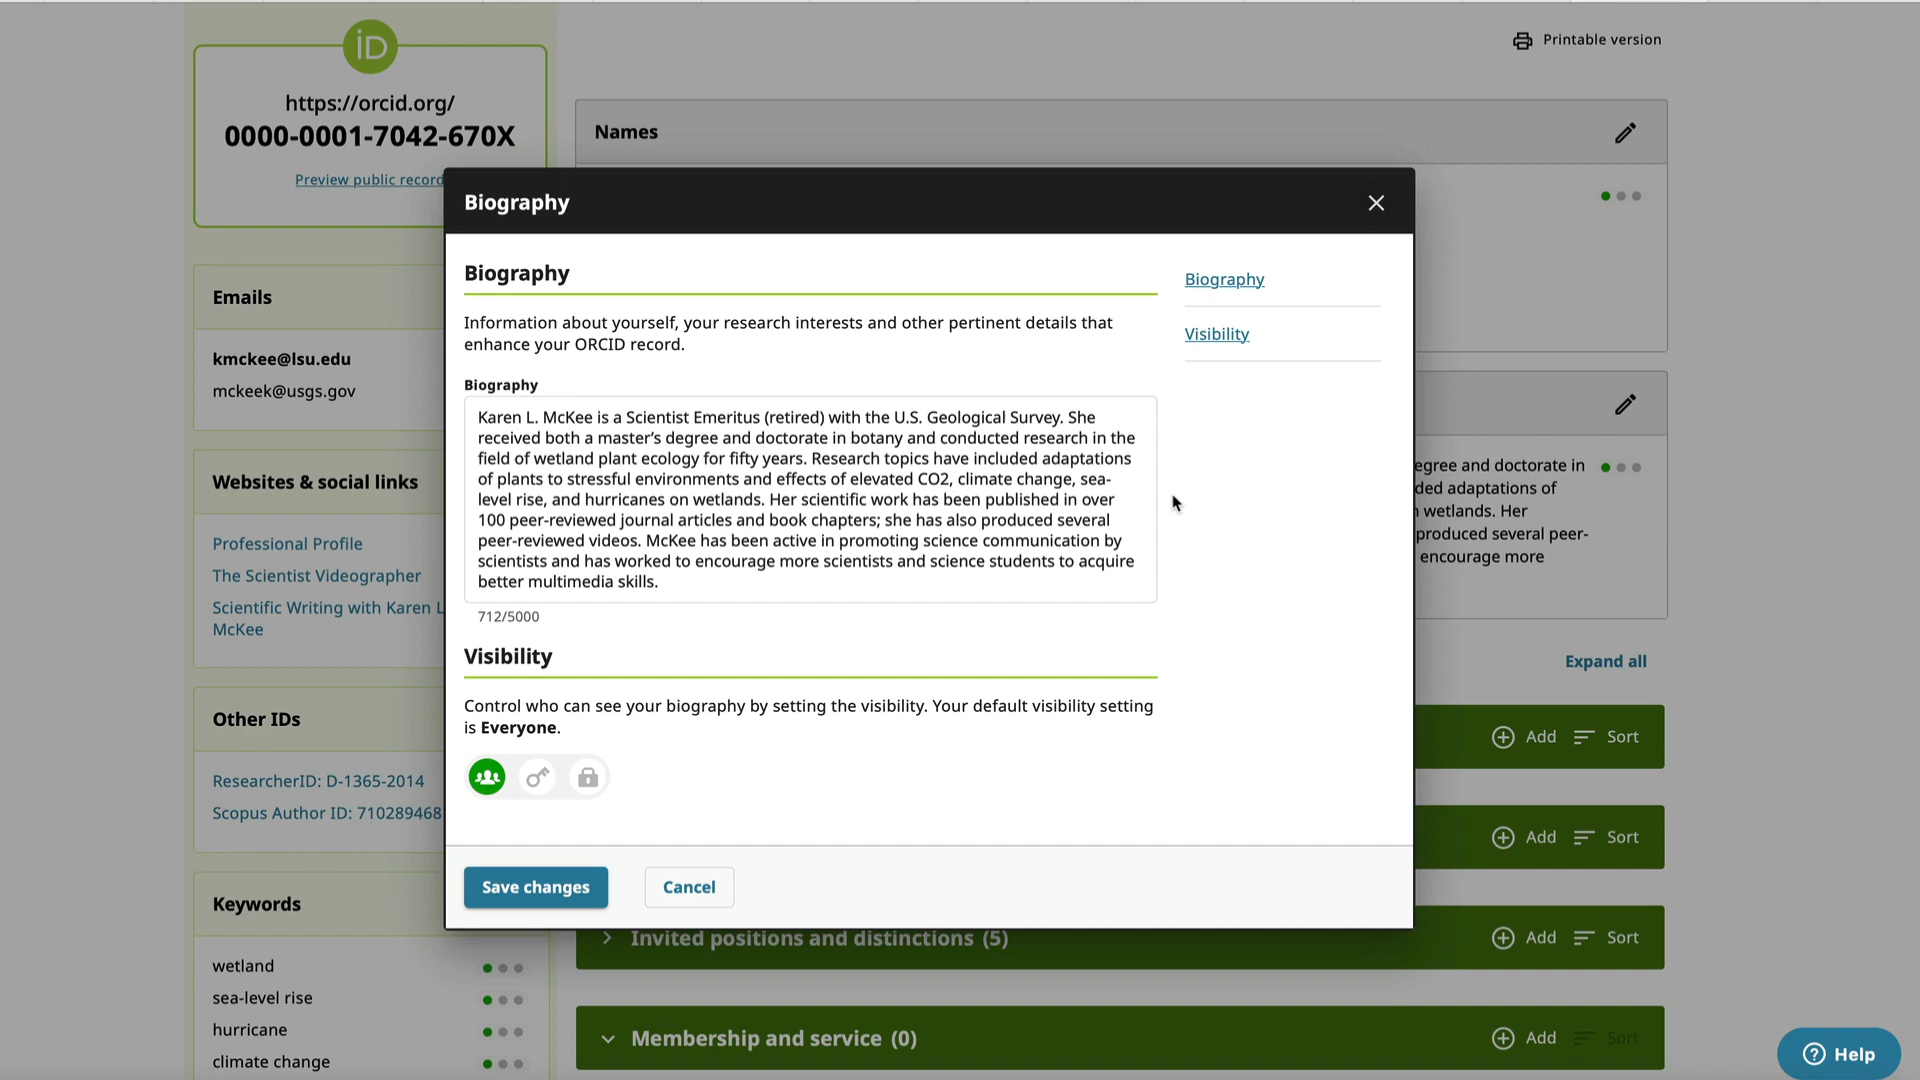 iD
https://orcid.org/
0000-0001-7042-670X
Preview public record
Printable version
Names
Emails
kmckee@lsu.edu
mckeek@usgs.gov
Websites & social links
Professional Profile
The Scientist Videographer
Scientific Writing with Karen L
McKee
Other IDs
ResearcherID: D-1365-2014
Scopus Author ID: 710289468
Keywords
wetland
sea-level rise
hurricane
climate change
Biography
Biography
Information about yourself, your research interests and other pertinent details that
enhance your ORCID record.
Biography
Karen L. McKee is a Scientist Emeritus (retired) with the U.S. Geological Survey. She
received both a master’s degree and doctorate in botany and conducted research in the
field of wetland plant ecology for fifty years. Research topics have included adaptations
of plants to stressful environments and effects of elevated CO2, climate change, sea-
level rise, and hurricanes on wetlands. Her scientific work has been published in over
100 peer-reviewed journal articles and book chapters; she has also produced several
peer-reviewed videos. McKee has been active in promoting science communication by
scientists and has worked to encourage more scientists and science students to acquire
better multimedia skills.
712/5000
Visibility
Control who can see your biography by setting the visibility. Your default visibility setting
is Everyone.
Save changes
Cancel
Biography
Visibility
egree and doctorate in
ded adaptations of
wetlands. Her
produced several peer-
encourage more
Expand all
Add Sort
Add Sort
Invited positions and distinctions (5)
Add Sort
Membership and service (0)
Add Sort
Help